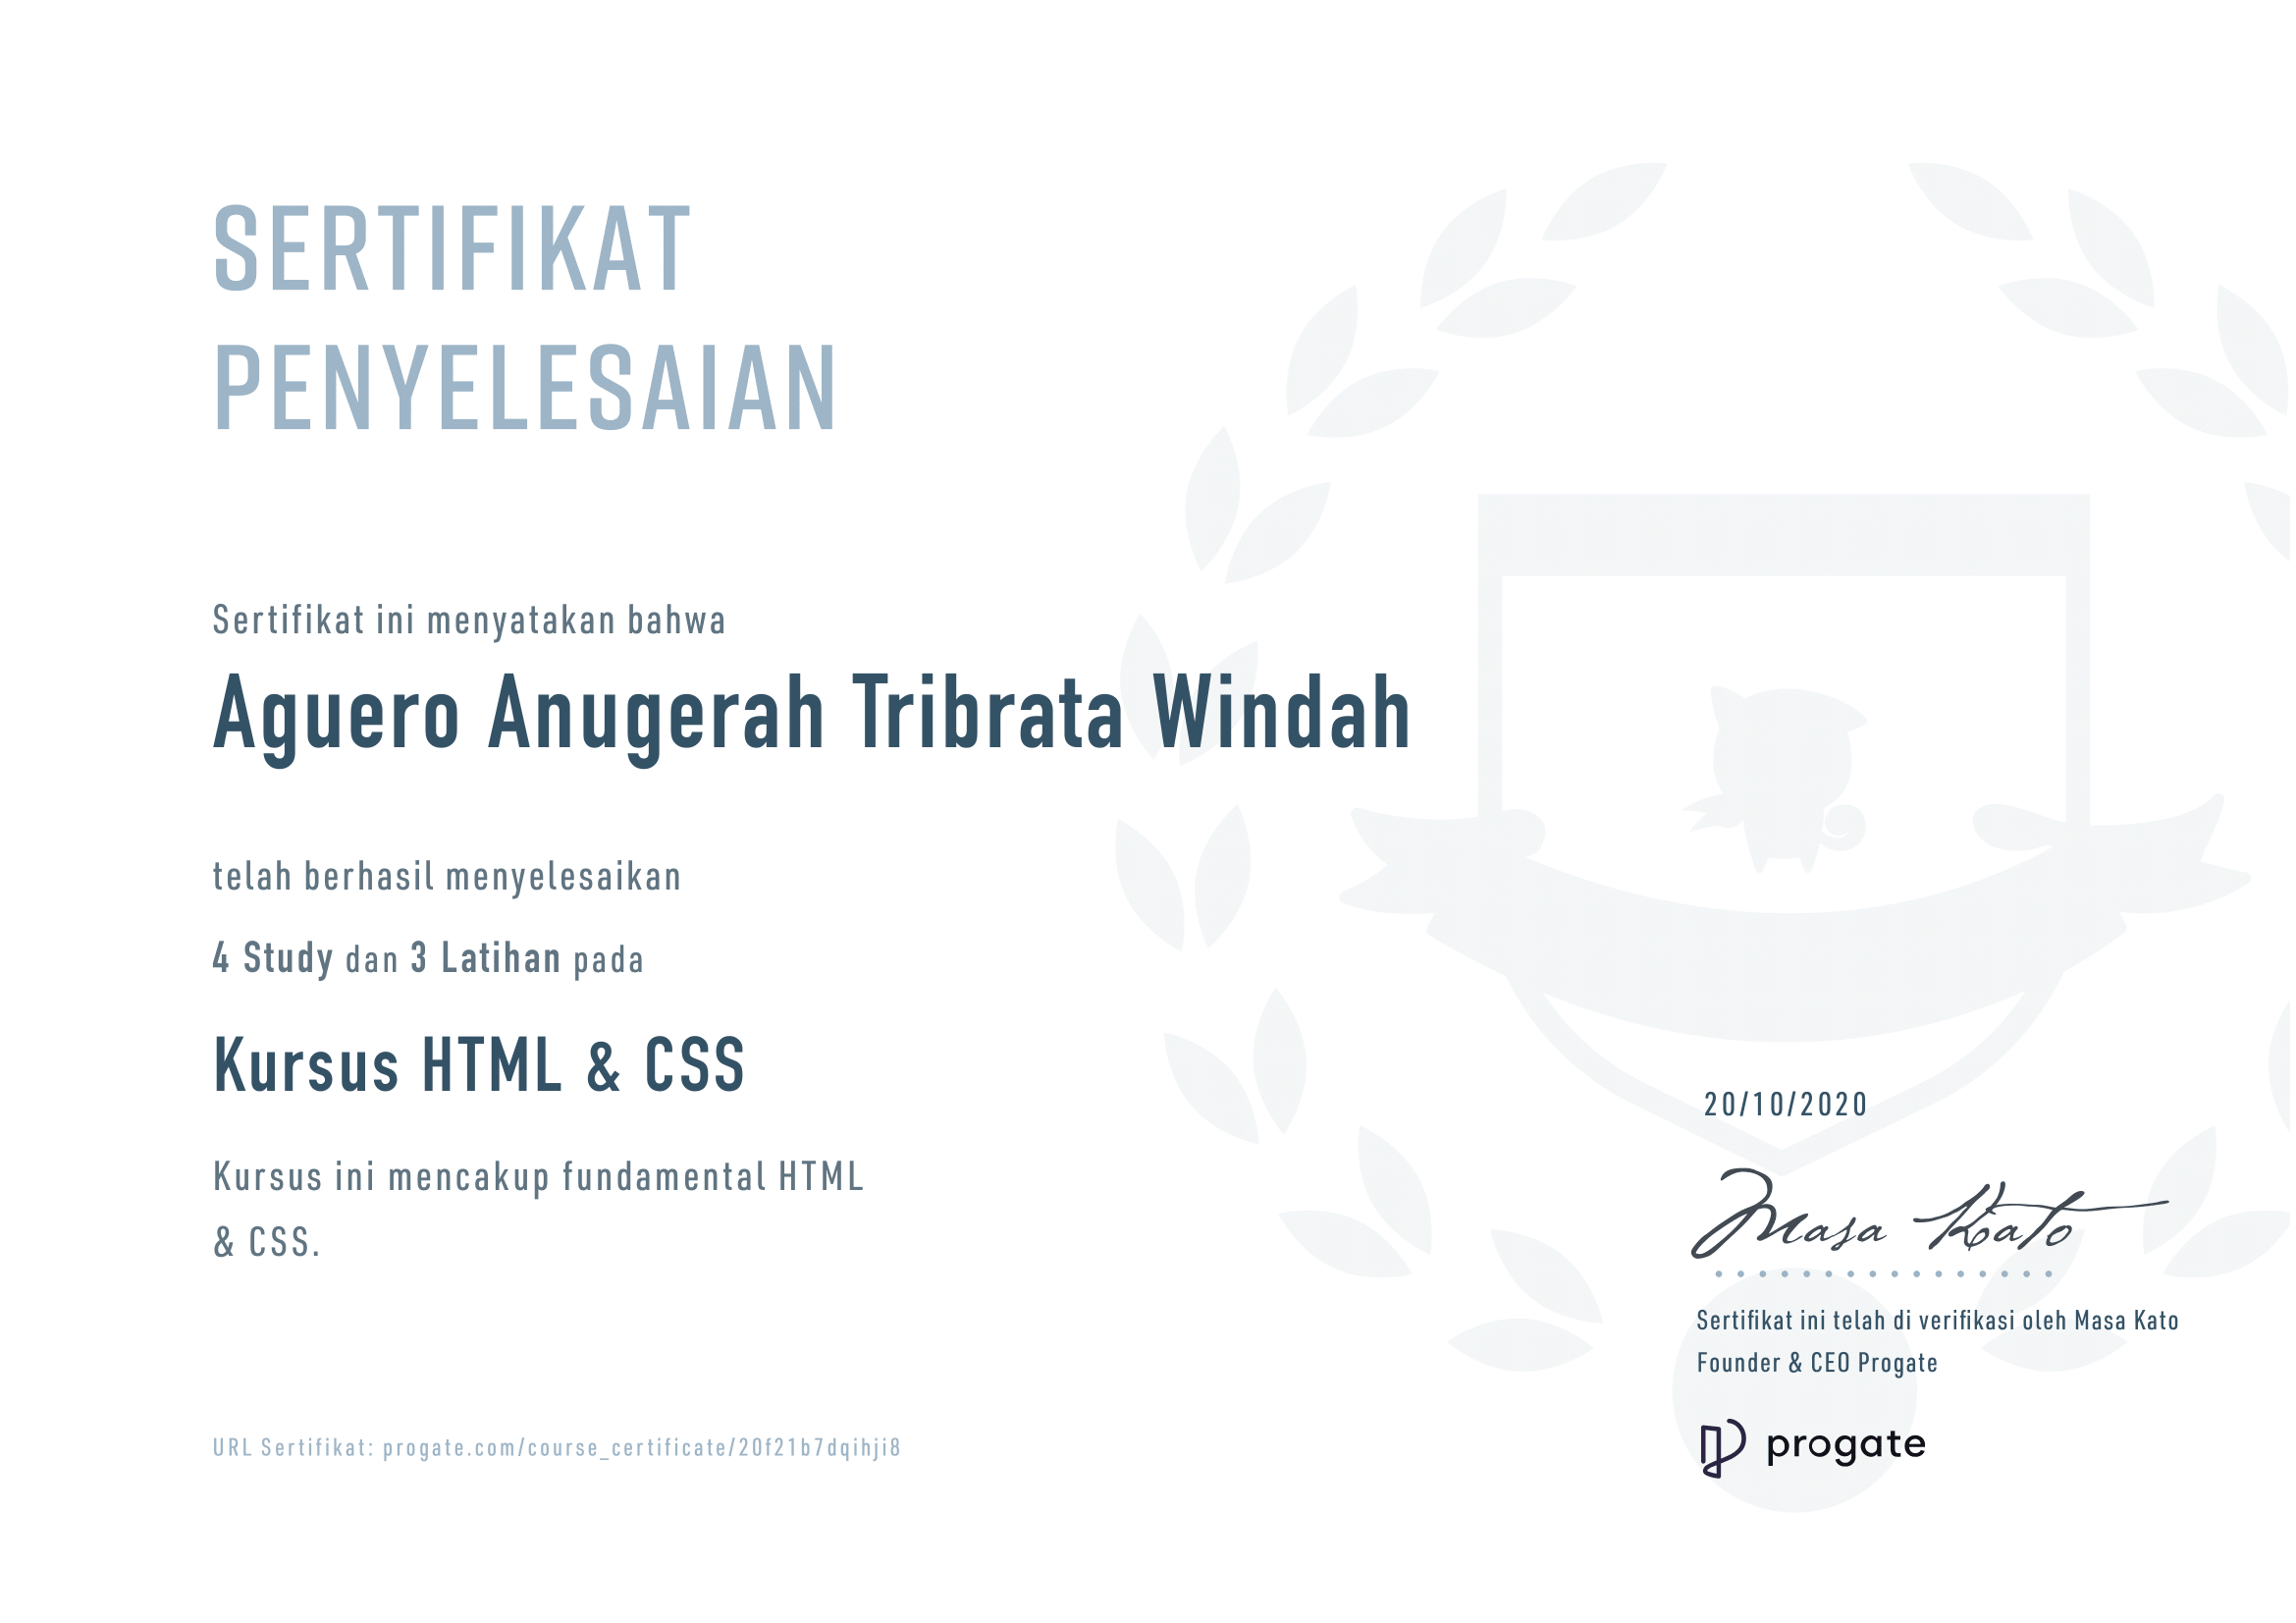 SERTIFIKAT
PENYELESAIAN
Sertifikat ini menyatakan bahwa
Aguero Anugerah Tribrata Windah
telah berhasil menyelesaikan
4 Study dan 3 Latihan pada
Kursus HTML & CSS
Kursus ini mencakup fundamental HTML
& CSS.
20/10/2020
Masa Kato
Sertifikat ini telah di verifikasi oleh Masa Kato
Founder & CEO Progate
progate
URL Sertifikat: progate.com/course_certificate/20f21b7dqihji8